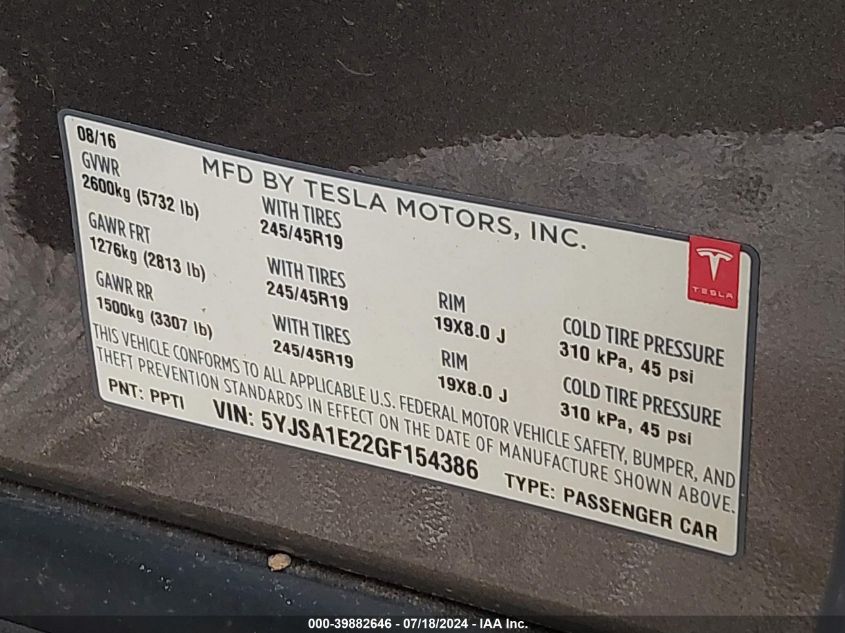 08/16
MFD BY TESLA MOTORS, INC.
GVWR
2600kg (5732 lb)
WITH TIRES
245/45R19
GAWR FRT
1276kg (2813 lb)
WITH TIRES
245/45R19
RIM
19X8.0 J
COLD TIRE PRESSURE
310 kPa, 45 psi
GAWR RR
1500kg (3307 lb)
WITH TIRES
245/45R19
RIM
19X8.0 J
COLD TIRE PRESSURE
310 kPa, 45 psi
THIS VEHICLE CONFORMS TO ALL APPLICABLE U.S. FEDERAL MOTOR VEHICLE SAFETY, BUMPER, AND
THEFT PREVENTION STANDARDS IN EFFECT ON THE DATE OF MANUFACTURE SHOWN ABOVE.
PNT: PPTI VIN: 5YJSA1E22GF154386 TYPE: PASSENGER CAR
TESLA
000-39882646 - 07/18/2024 - IAA Inc.